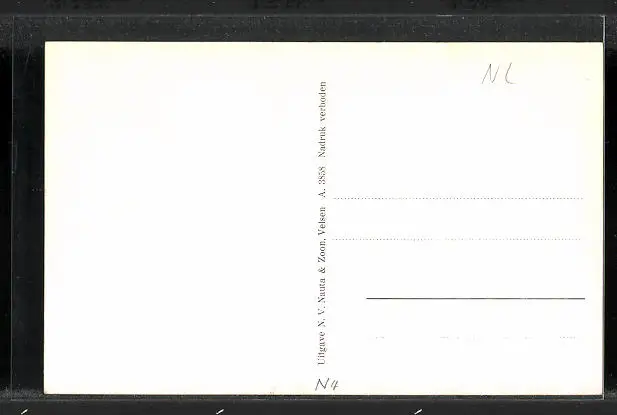 NL
Uitgave N. V. Nauta & Zoon, Velsen A. 3858 Nadruk verboden
N4